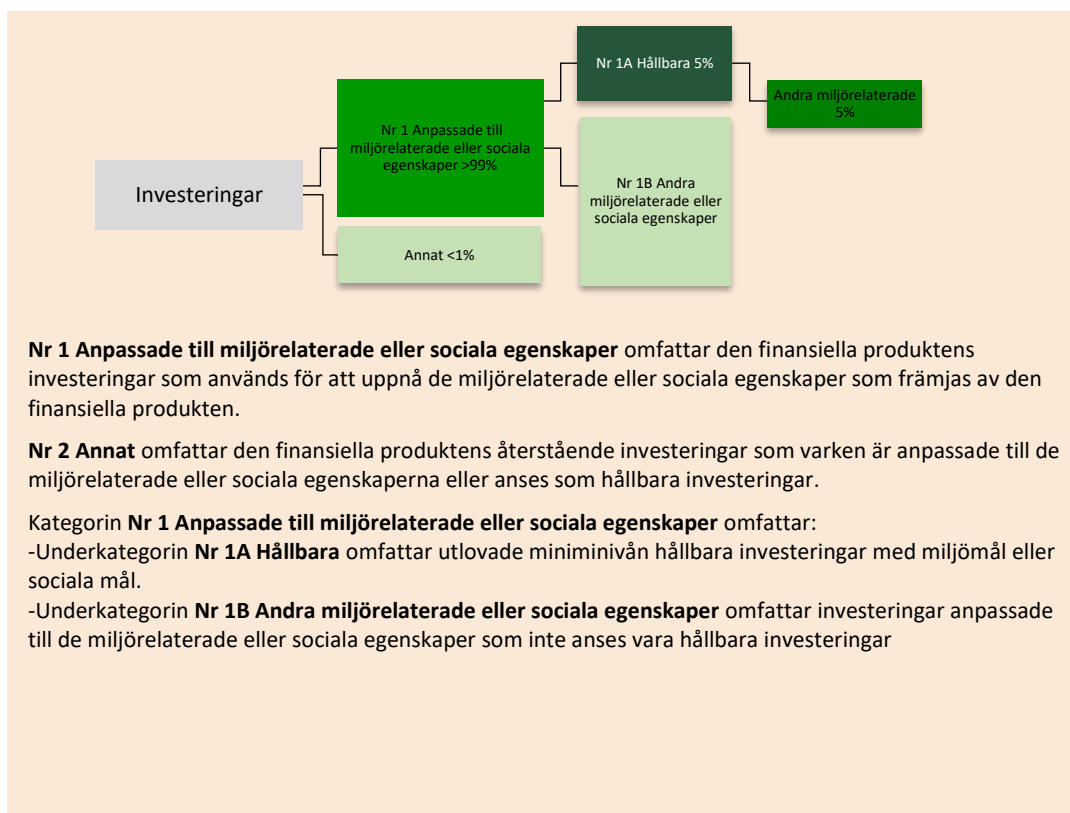 Nr 1A Hållbara 5%
Andra miljörelaterade
5%
Nr 1 Anpassade till
miljörelaterade eller sociala
egenskaper >99%
Investeringar
Nr 1B Andra
miljörelaterade eller
sociala egenskaper
Annat <1%
Nr 1 Anpassade till miljörelaterade eller sociala egenskaper omfattar den finansiella produktens
investeringar som används för att uppnå de miljörelaterade eller sociala egenskaper som främjas av den
finansiella produkten.
Nr 2 Annat omfattar den finansiella produktens återstående investeringar som varken är anpassade till de
miljörelaterade eller sociala egenskaperna eller anses som hållbara investeringar.
Kategorin Nr 1 Anpassade till miljörelaterade eller sociala egenskaper omfattar:
-Underkategorin Nr 1A Hållbara omfattar utlovade miniminivån hållbara investeringar med miljömål eller
sociala mål.
-Underkategorin Nr 1B Andra miljörelaterade eller sociala egenskaper omfattar investeringar anpassade
till de miljörelaterade eller sociala egenskaper som inte anses vara hållbara investeringar